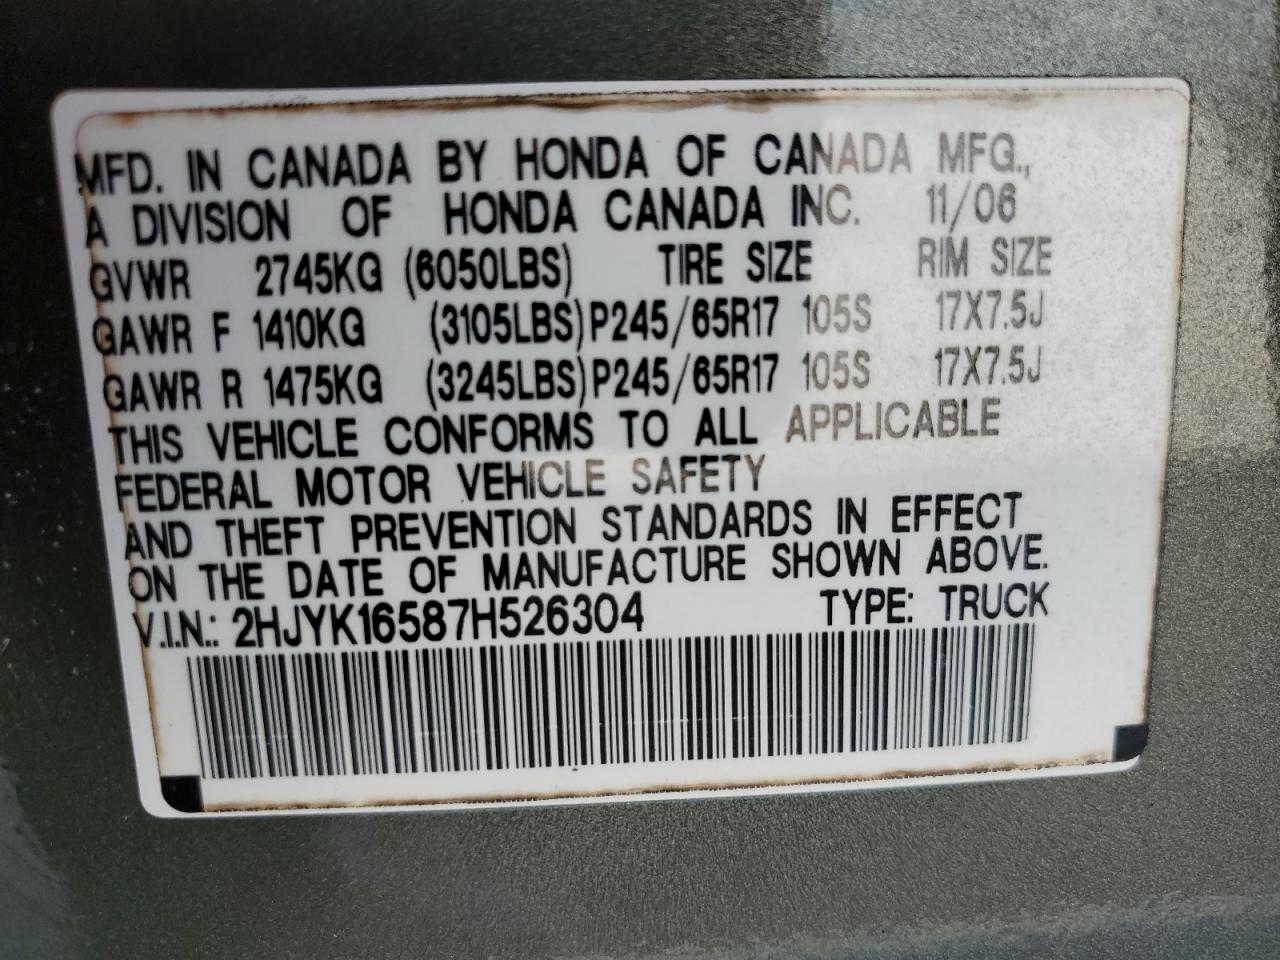 MFD. IN CANADA BY HONDA OF CANADA MFG.,
A DIVISION OF HONDA CANADA INC. 11/06
GVWR 2745KG (6050LBS) TIRE SIZE RIM SIZE
GAWR F 1410KG (3105LBS) P245/65R17 105S 17X7.5J
GAWR R 1475KG (3245LBS) P245/65R17 105S 17X7.5J
THIS VEHICLE CONFORMS TO ALL APPLICABLE
FEDERAL MOTOR VEHICLE SAFETY
AND THEFT PREVENTION STANDARDS IN EFFECT
ON THE DATE OF MANUFACTURE SHOWN ABOVE.
V.I.N.: 2HJYK16587H526304 TYPE: TRUCK